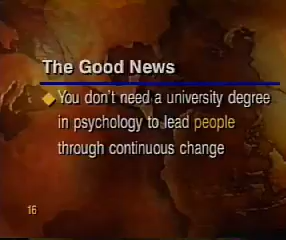 The Good News
You don't need a university degree
in psychology to lead people
through continuous change
16